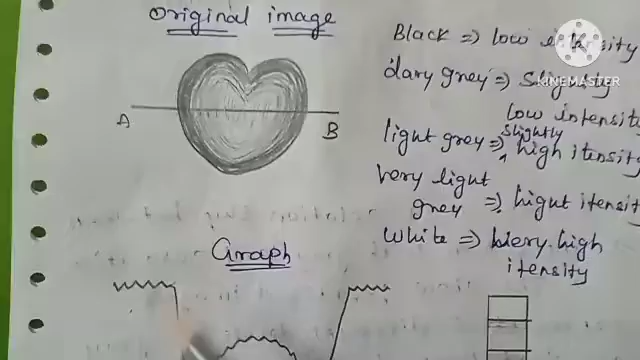 Original image
A
B
Black => low
dary grey => Slightly
low intensity
light grey => slightly high itensity
very light
grey => hight itensity
White => very high
itensity
Graph
KINEMASTER